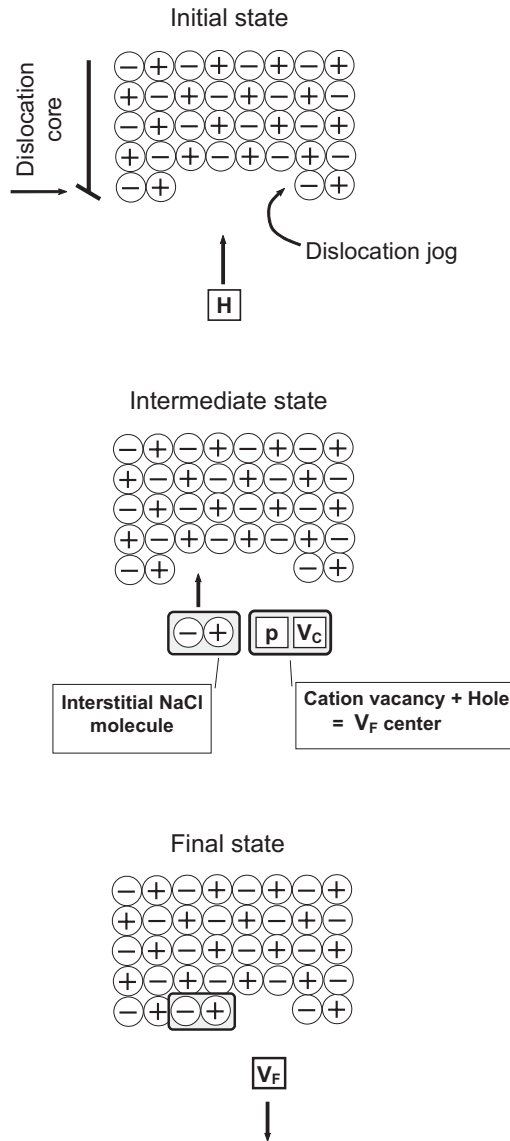 Initial state
Dislocation
core
− + − + − + − +
+ − + − + − + −
− + − + − + − +
+ − + − + − + −
− + − +
Dislocation jog
H
Intermediate state
− + − + − + − +
+ − + − + − + −
− + − + − + − +
+ − + − + − + −
− + − +
− + p VC
Interstitial NaCl
molecule
Cation vacancy + Hole
= VF center
Final state
− + − + − + − +
+ − + − + − + −
− + − + − + − +
+ − + − + − + −
− + − + − +
VF